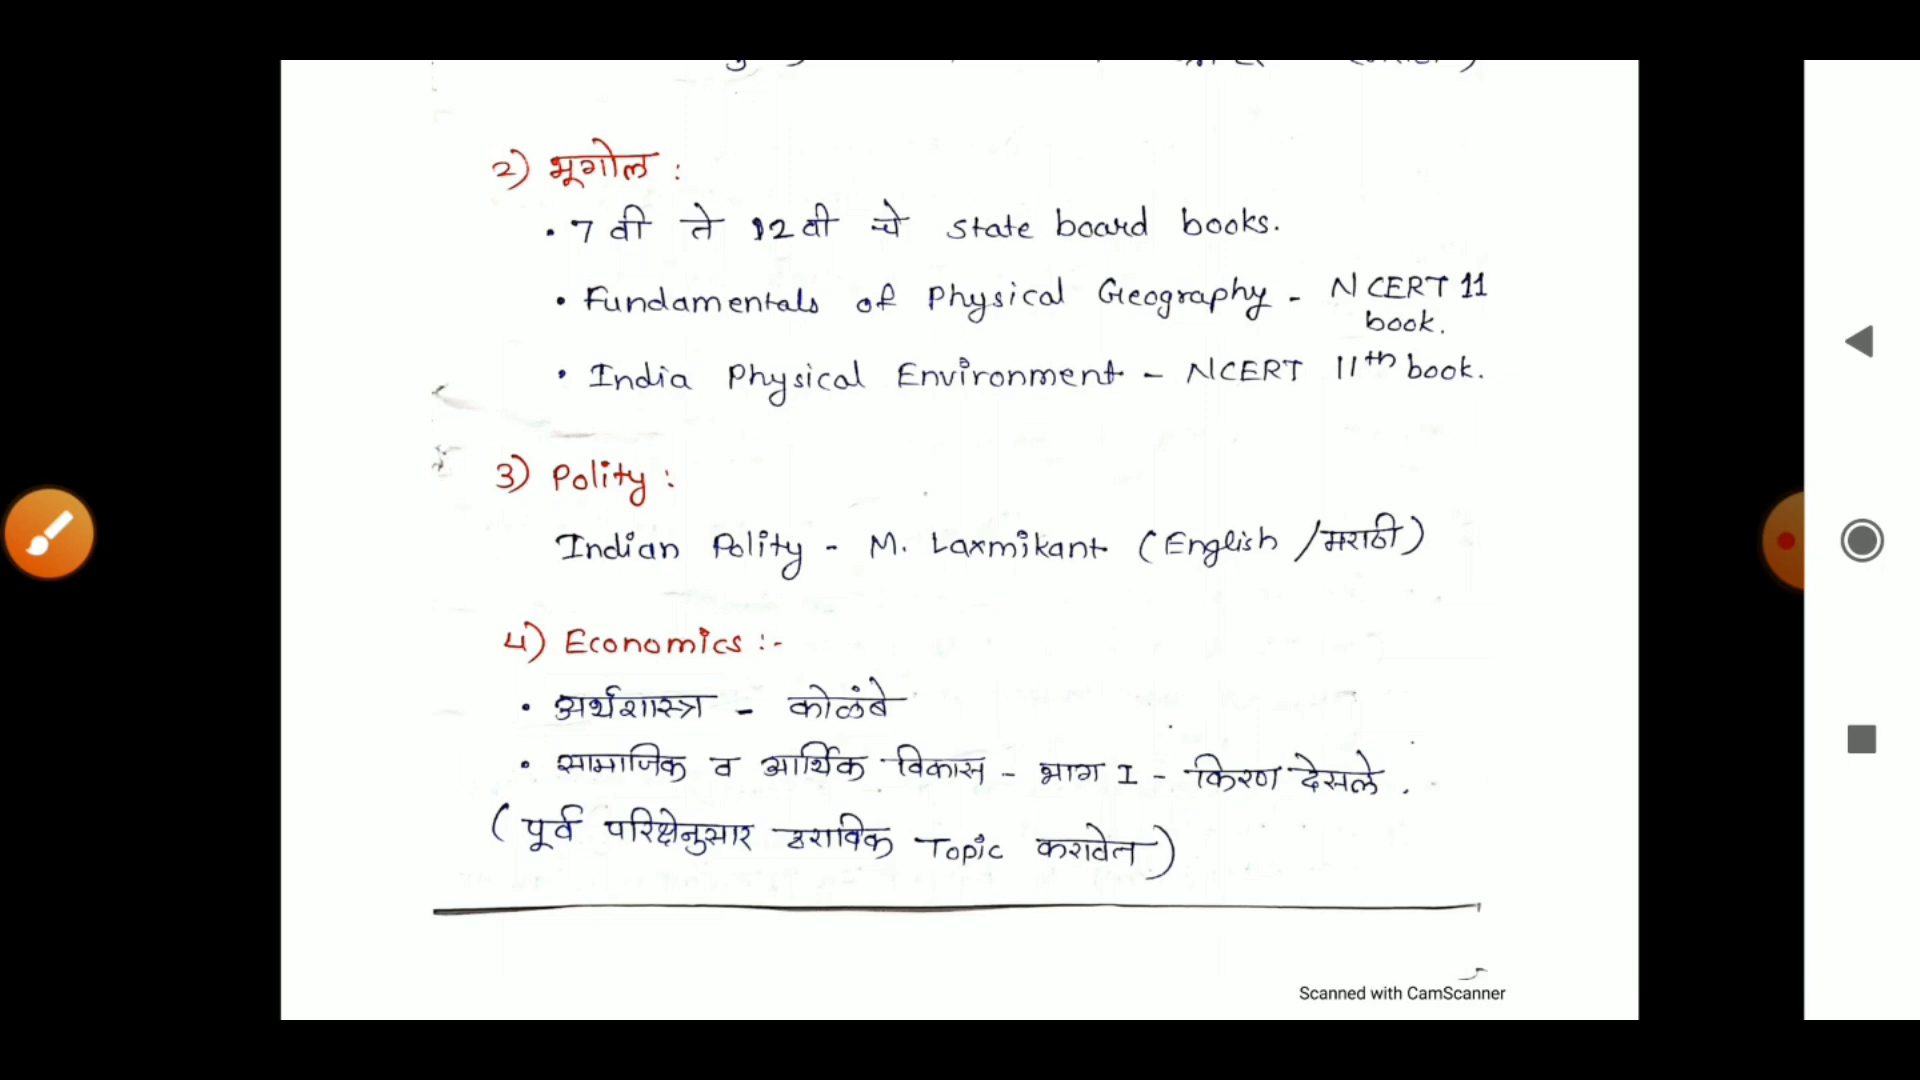 2) भूगोल :
• 7 वी ते 12 वी चे state board books.
• Fundamentals of Physical Geography - NCERT 11
book.
• India Physical Environment - NCERT 11th book.
3) Polity :
Indian Polity - M. Laxmikant (English / मराठी)
4) Economics :-
• अर्थशास्त्र - कोळंबे
• सामाजिक व आर्थिक विकास - भाग I - किरण देसले .
( पूर्व परिक्षेनुसार ठराविक Topic करावेत )
Scanned with CamScanner